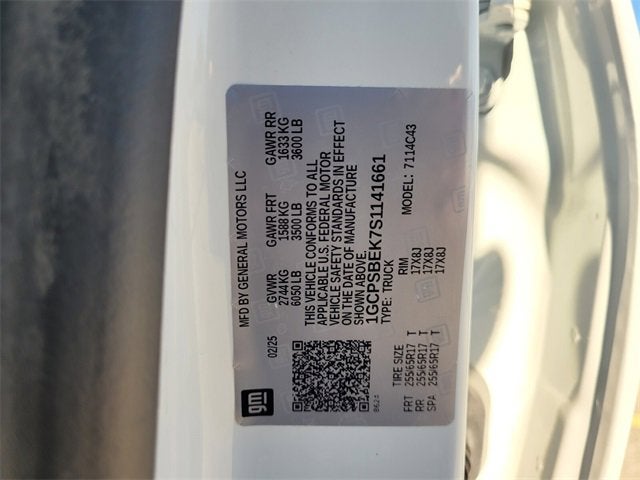 gm
MFD BY GENERAL MOTORS LLC
02/25
GVWR GAWR FRT GAWR RR
2744 KG 1588 KG 1633 KG
6050 LB 3500 LB 3600 LB
THIS VEHICLE CONFORMS TO ALL
APPLICABLE U.S. FEDERAL MOTOR
VEHICLE SAFETY STANDARDS IN EFFECT
ON THE DATE OF MANUFACTURE
SHOWN ABOVE.
1GCPSBEK7S1141661
TYPE: TRUCK MODEL: 7114C43
TIRE SIZE RIM
FRT 255/65R17 T 17X8J
RR 255/65R17 T 17X8J
SPA 255/65R17 T 17X8J